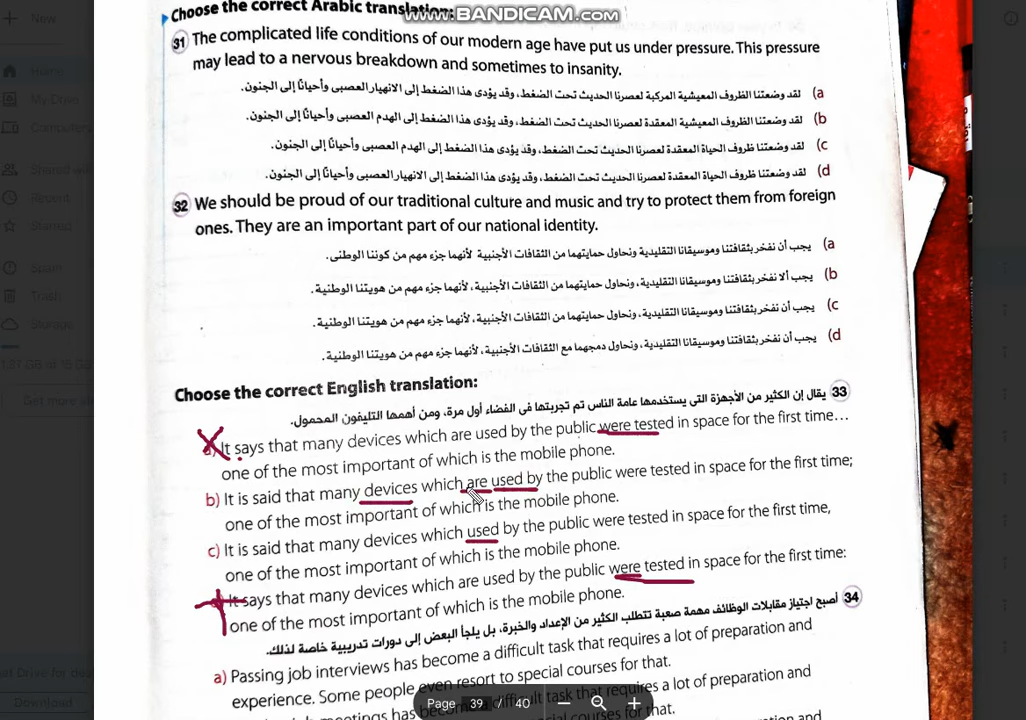 Choose the correct Arabic translation:
www.BANDICAM.com
31 The complicated life conditions of our modern age have put us under pressure. This pressure
may lead to a nervous breakdown and sometimes to insanity.
a) لقد وضعتنا الظروف المعيشية المركبة لعصرنا الحديث تحت الضغط، وقد يؤدى هذا الضغط إلى الانهيار العصبى وأحيانًا إلى الجنون.
b) لقد وضعتنا الظروف المعيشية المعقدة لعصرنا الحديث تحت الضغط، وقد يؤدى هذا الضغط إلى الهدم العصبى وأحيانًا إلى الجنون.
c) لقد وضعتنا ظروف الحياة المعقدة لعصرنا الحديث تحت الضغط، وقد يؤدى هذا الضغط إلى الهدم العصبى وأحيانًا إلى الجنون.
d) لقد وضعتنا ظروف الحياة المعقدة لعصرنا الحديث تحت الضغط، وقد يؤدى هذا الضغط إلى الانهيار العصبى وأحيانًا إلى الجنون.
32 We should be proud of our traditional culture and music and try to protect them from foreign
ones. They are an important part of our national identity.
a) يجب أن نفخر بثقافتنا وموسيقانا التقليدية ونحاول حمايتهما من الثقافات الأجنبية لأنهما جزء مهم من كوننا الوطنى.
b) يجب ألا نفخر بثقافتنا وموسيقانا التقليدية، ونحاول حمايتهما من الثقافات الأجنبية، لأنهما جزء مهم من هويتنا الوطنية.
c) يجب أن نفخر بثقافتنا وموسيقانا التقليدية، ونحاول حمايتهما من الثقافات الأجنبية، لأنهما جزء مهم من هويتنا الوطنية.
d) يجب أن نفخر بثقافتنا وموسيقانا التقليدية، ونحاول دمجهما مع الثقافات الأجنبية، لأنهما جزء مهم من هويتنا الوطنية.
Choose the correct English translation:
33 يقال إن الكثير من الأجهزة التى يستخدمها عامة الناس تم تجربتها فى الفضاء أول مرة، ومن أهمها التليفون المحمول.
a) It says that many devices which are used by the public were tested in space for the first time...
one of the most important of which is the mobile phone.
b) It is said that many devices which are used by the public were tested in space for the first time;
one of the most important of which is the mobile phone.
c) It is said that many devices which used by the public were tested in space for the first time,
one of the most important of which is the mobile phone.
d) It says that many devices which are used by the public were tested in space for the first time:
one of the most important of which is the mobile phone.
34 أصبح اجتياز مقابلات الوظائف مهمة صعبة تتطلب الكثير من الإعداد والخبرة، بل يلجأ البعض إلى دورات تدريبية خاصة لذلك.
a) Passing job interviews has become a difficult task that requires a lot of preparation and
experience. Some people even resort to special courses for that.
Page 39 / 40
New
My Drive
Recent
Starred
Spam
Trash
Storage
Download